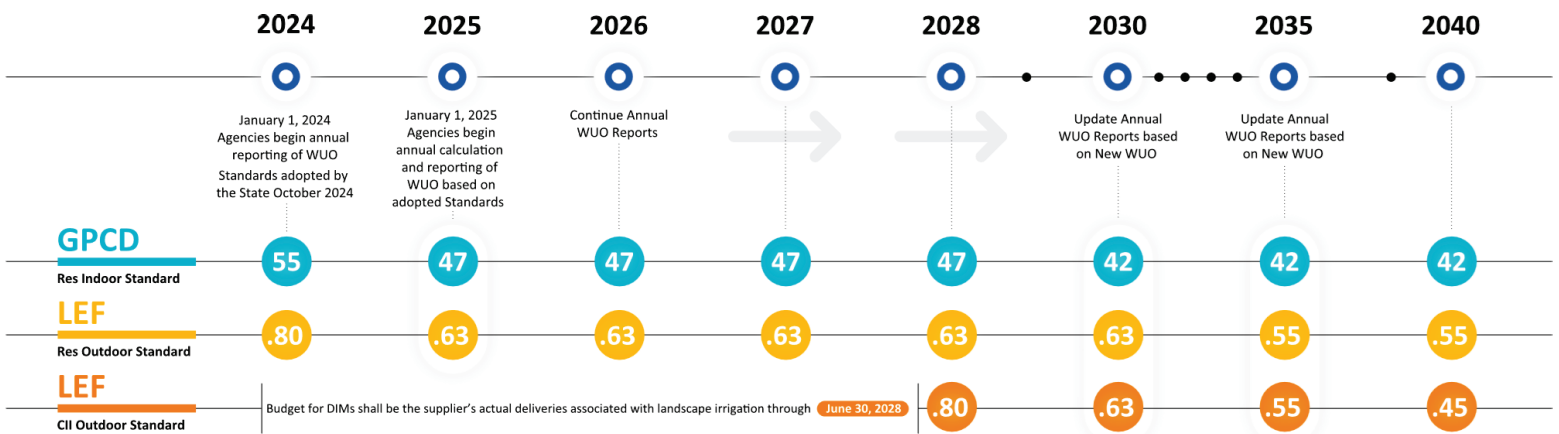 2024
2025
2026
2027
2028
2030
2035
2040
January 1, 2024
Agencies begin annual
reporting of WUO
Standards adopted by
the State October 2024
January 1, 2025
Agencies begin
annual calculation
and reporting of
WUO based on
adopted Standards
Continue Annual
WUO Reports
Update Annual
WUO Reports based
on New WUO
Update Annual
WUO Reports based
on New WUO
GPCD
Res Indoor Standard
55
47
47
47
47
42
42
42
LEF
Res Outdoor Standard
.80
.63
.63
.63
.63
.63
.55
.55
LEF
CII Outdoor Standard
Budget for DIMs shall be the supplier's actual deliveries associated with landscape irrigation through June 30, 2028
.80
.63
.55
.45